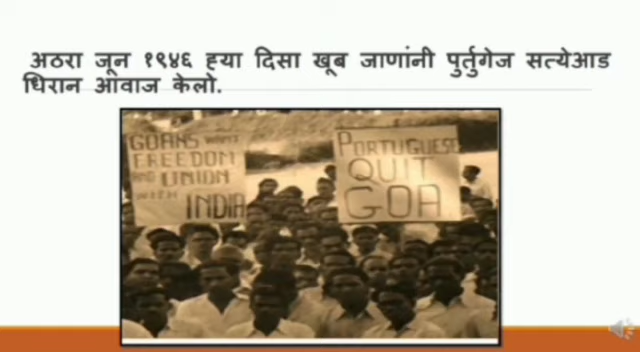 अठरा जून १९४६ ह्या दिसा खूब जाणांनी पुर्तुगेज सत्येआड
धिरान आवाज केलो.
GOANS WANT
FREEDOM
AND UNION
WITH INDIA
PORTUGUESE
QUIT
GOA